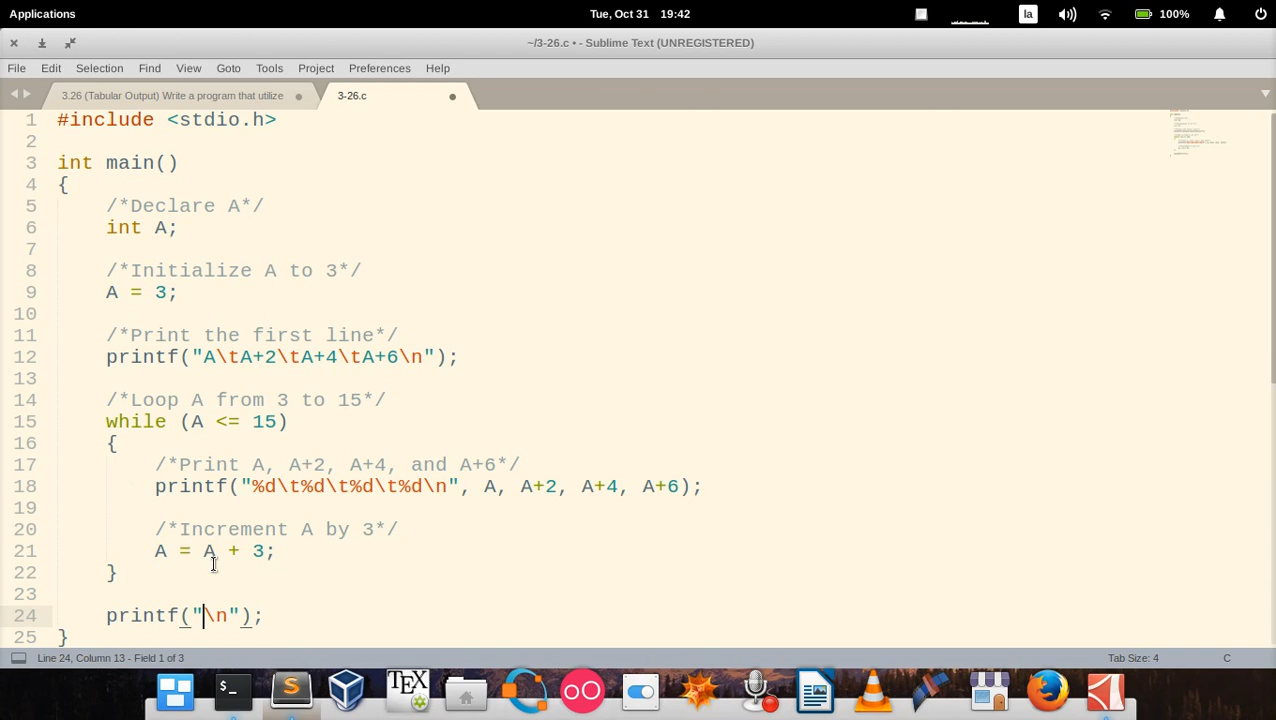 Applications
Tue, Oct 31 19:42
la
100%
~/3-26.c • - Sublime Text (UNREGISTERED)
File Edit Selection Find View Goto Tools Project Preferences Help
3.26 (Tabular Output) Write a program that utilize
3-26.c
1 #include <stdio.h>
2
3 int main()
4 {
5 /*Declare A*/
6 int A;
7
8 /*Initialize A to 3*/
9 A = 3;
10
11 /*Print the first line*/
12 printf("A\tA+2\tA+4\tA+6\n");
13
14 /*Loop A from 3 to 15*/
15 while (A <= 15)
16 {
17 /*Print A, A+2, A+4, and A+6*/
18 printf("%d\t%d\t%d\t%d\n", A, A+2, A+4, A+6);
19
20 /*Increment A by 3*/
21 A = A + 3;
22 }
23
24 printf("\n");
25 }
Line 24, Column 13 - Field 1 of 3
Tab Size: 4
C
>_
S
TEX